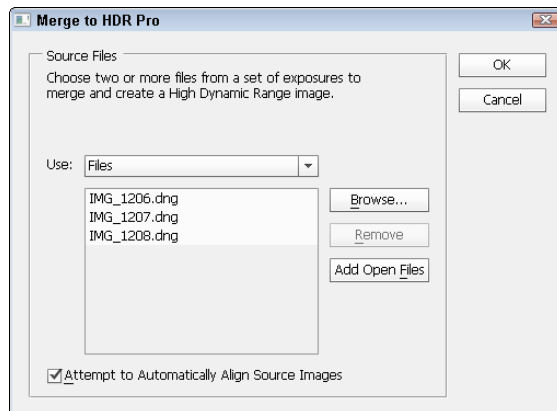 Merge to HDR Pro
Source Files
Choose two or more files from a set of exposures to
merge and create a High Dynamic Range image.
OK
Cancel
Use: Files
IMG_1206.dng
IMG_1207.dng
IMG_1208.dng
Browse...
Remove
Add Open Files
Attempt to Automatically Align Source Images